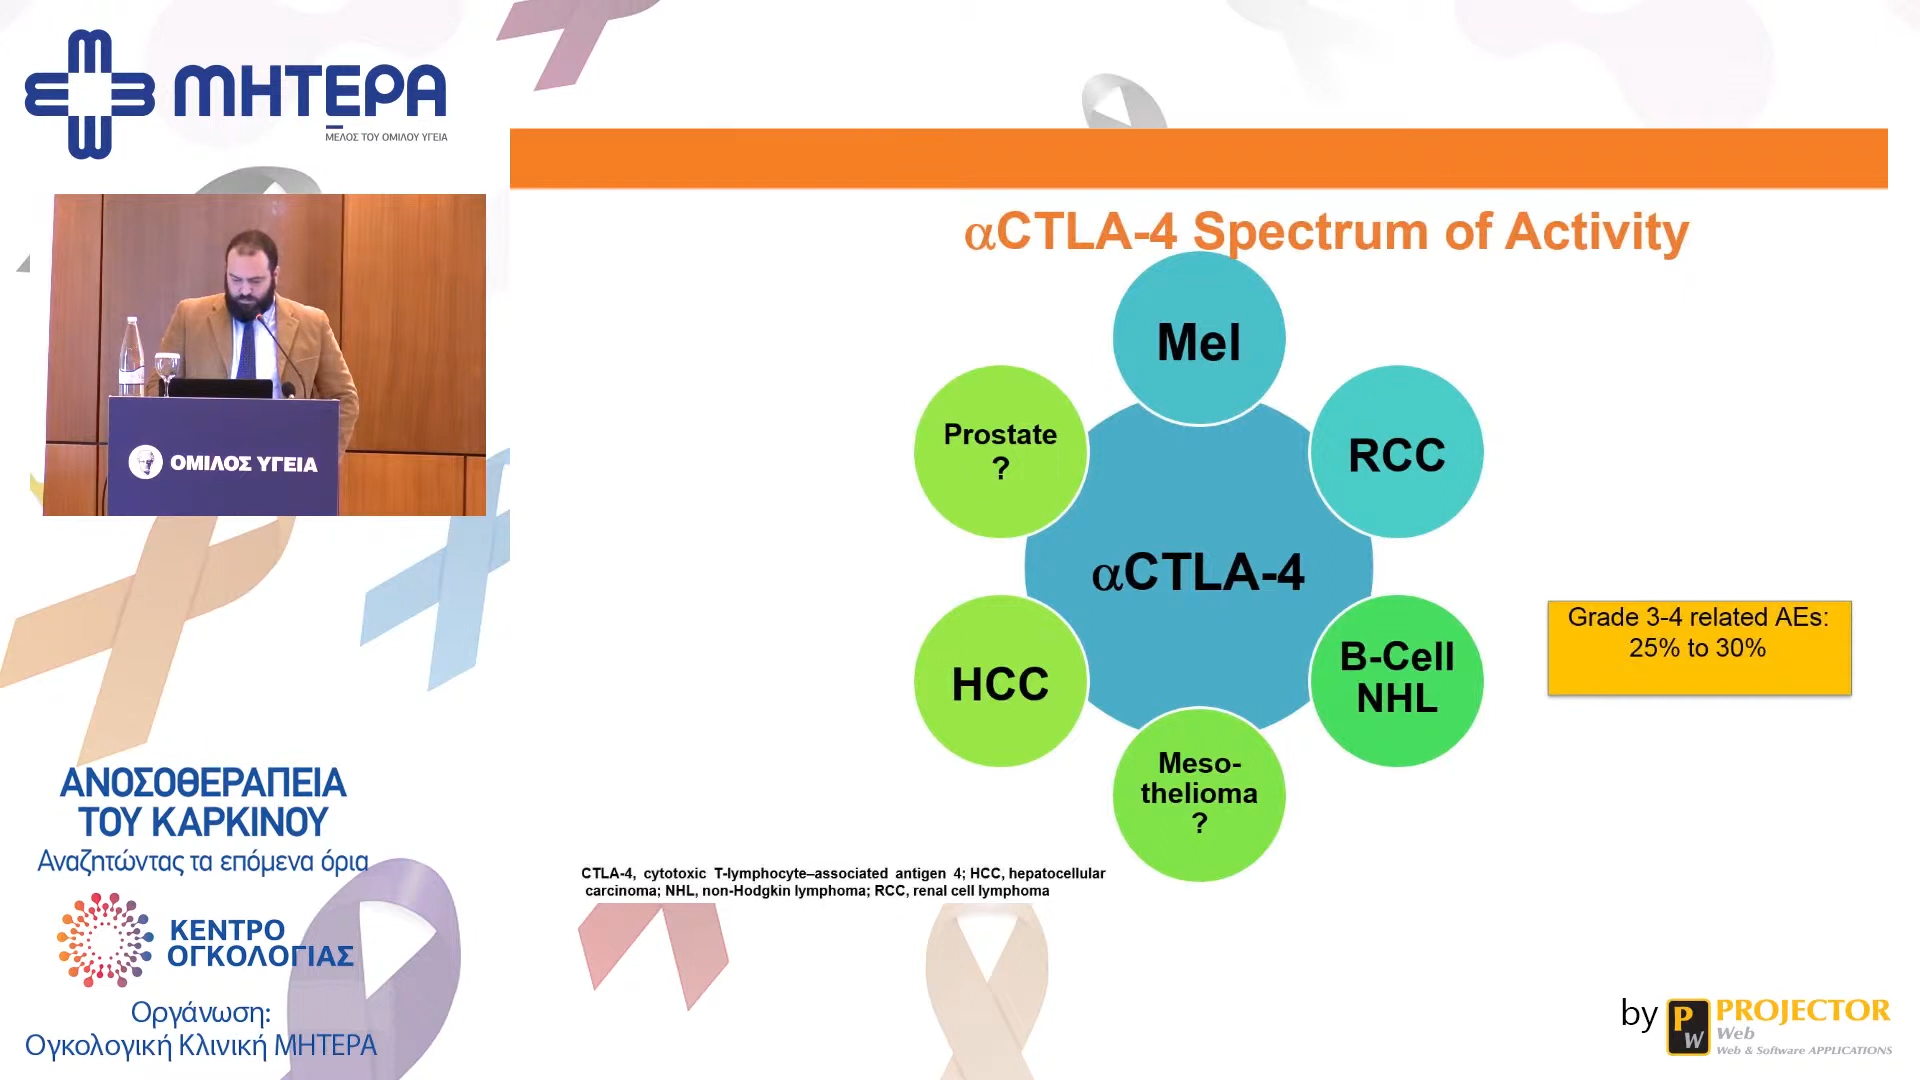 ΜΗΤΕΡΑ
ΜΕΛΟΣ ΤΟΥ ΟΜΙΛΟΥ ΥΓΕΙΑ
ΟΜΙΛΟΣ ΥΓΕΙΑ
ΑΝΟΣΟΘΕΡΑΠΕΙΑ
ΤΟΥ ΚΑΡΚΙΝΟΥ
Αναζητώντας τα επόμενα όρια
ΚΕΝΤΡΟ
ΟΓΚΟΛΟΓΙΑΣ
Οργάνωση:
Ογκολογική Κλινική ΜΗΤΕΡΑ
αCTLA-4 Spectrum of Activity
Mel
RCC
B-Cell
NHL
Meso-
thelioma
?
HCC
Prostate
?
αCTLA-4
Grade 3-4 related AEs:
25% to 30%
CTLA-4, cytotoxic T-lymphocyte–associated antigen 4; HCC, hepatocellular
carcinoma; NHL, non-Hodgkin lymphoma; RCC, renal cell lymphoma
by PW PROJECTOR
Web
Web & Software APPLICATIONS